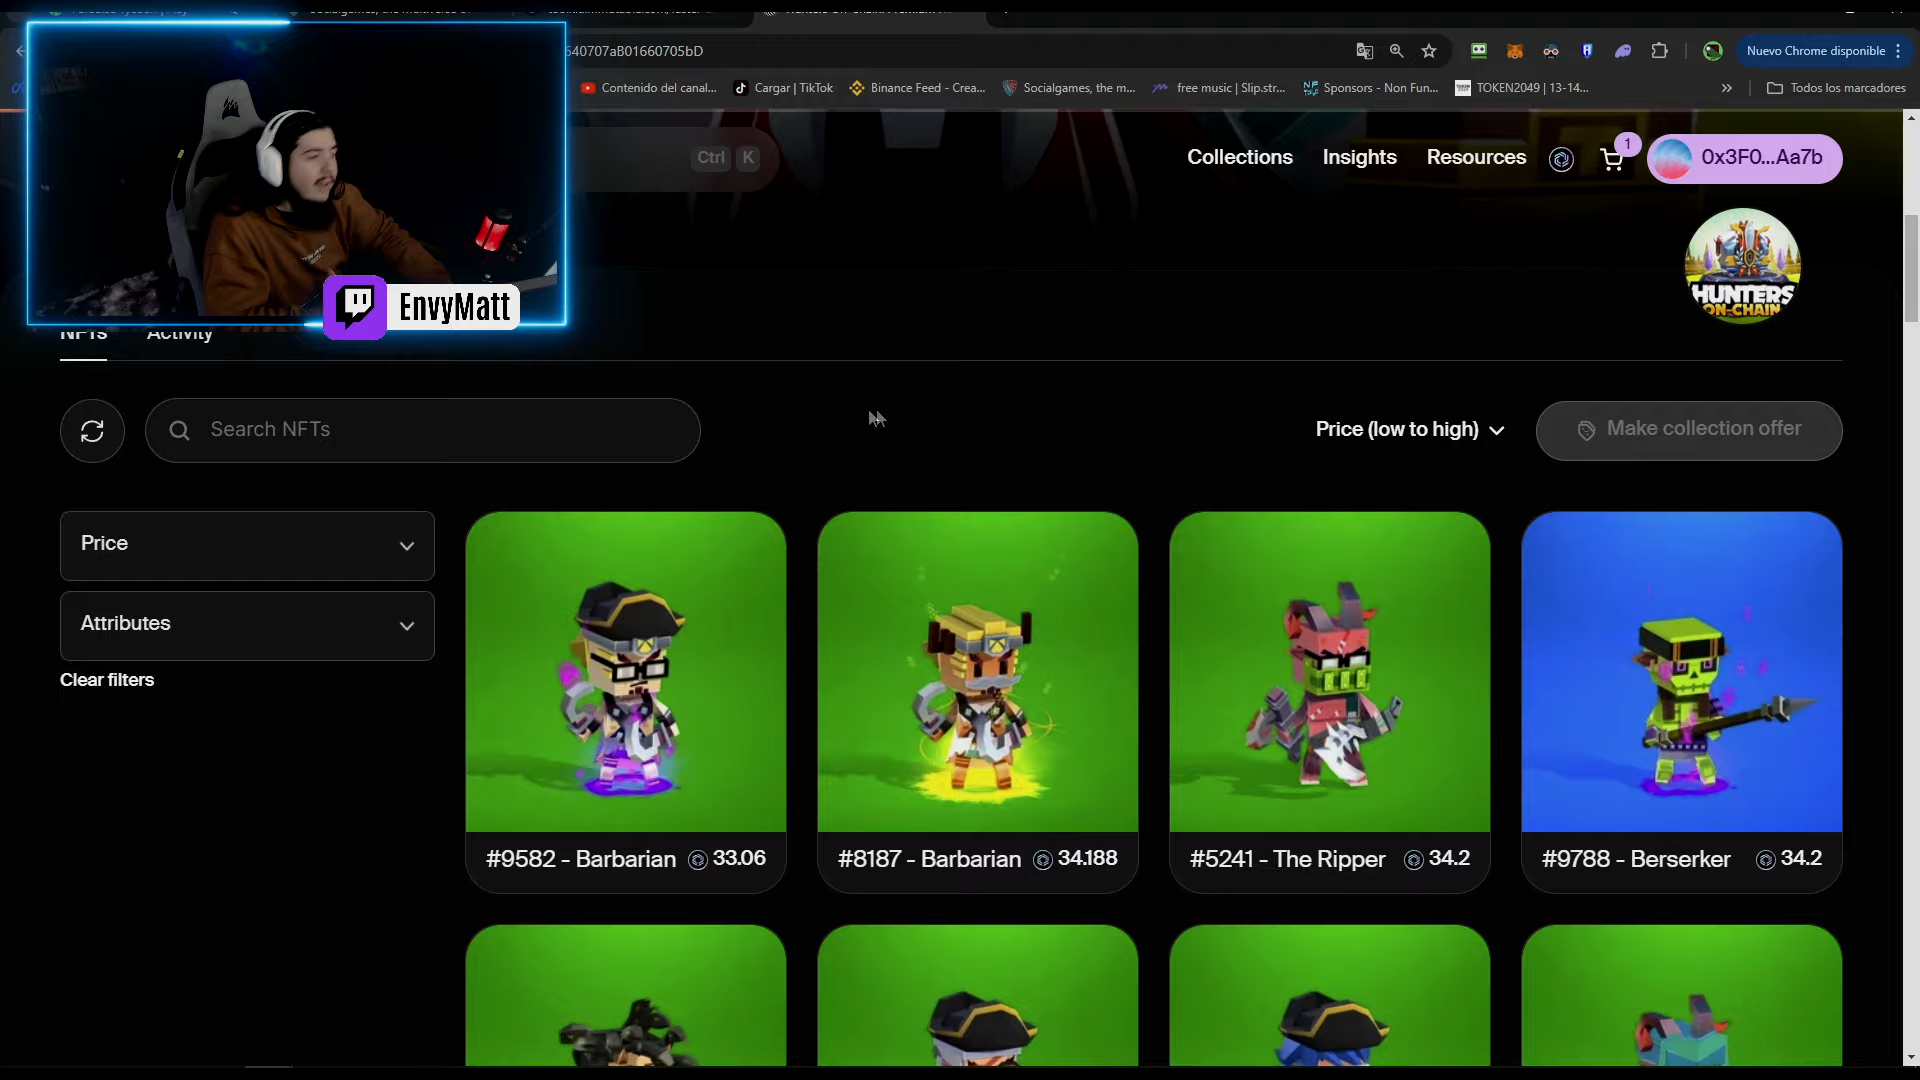 640707aB01660705bD
Nuevo Chrome disponible
Contenido del canal...
Cargar | TikTok
Binance Feed - Crea...
Socialgames, the m...
free music | Slip.str...
Sponsors - Non Fun...
TOKEN2049 | 13-14...
»
Todos los marcadores
Ctrl K
Collections
Insights
Resources
1
0x3F0...Aa7b
HUNTERS
ON-CHAIN
EnvyMatt
NFTs
Activity
Search NFTs
Price (low to high)
Make collection offer
Price
Attributes
Clear filters
#9582 - Barbarian 33.06
#8187 - Barbarian 34.188
#5241 - The Ripper 34.2
#9788 - Berserker 34.2